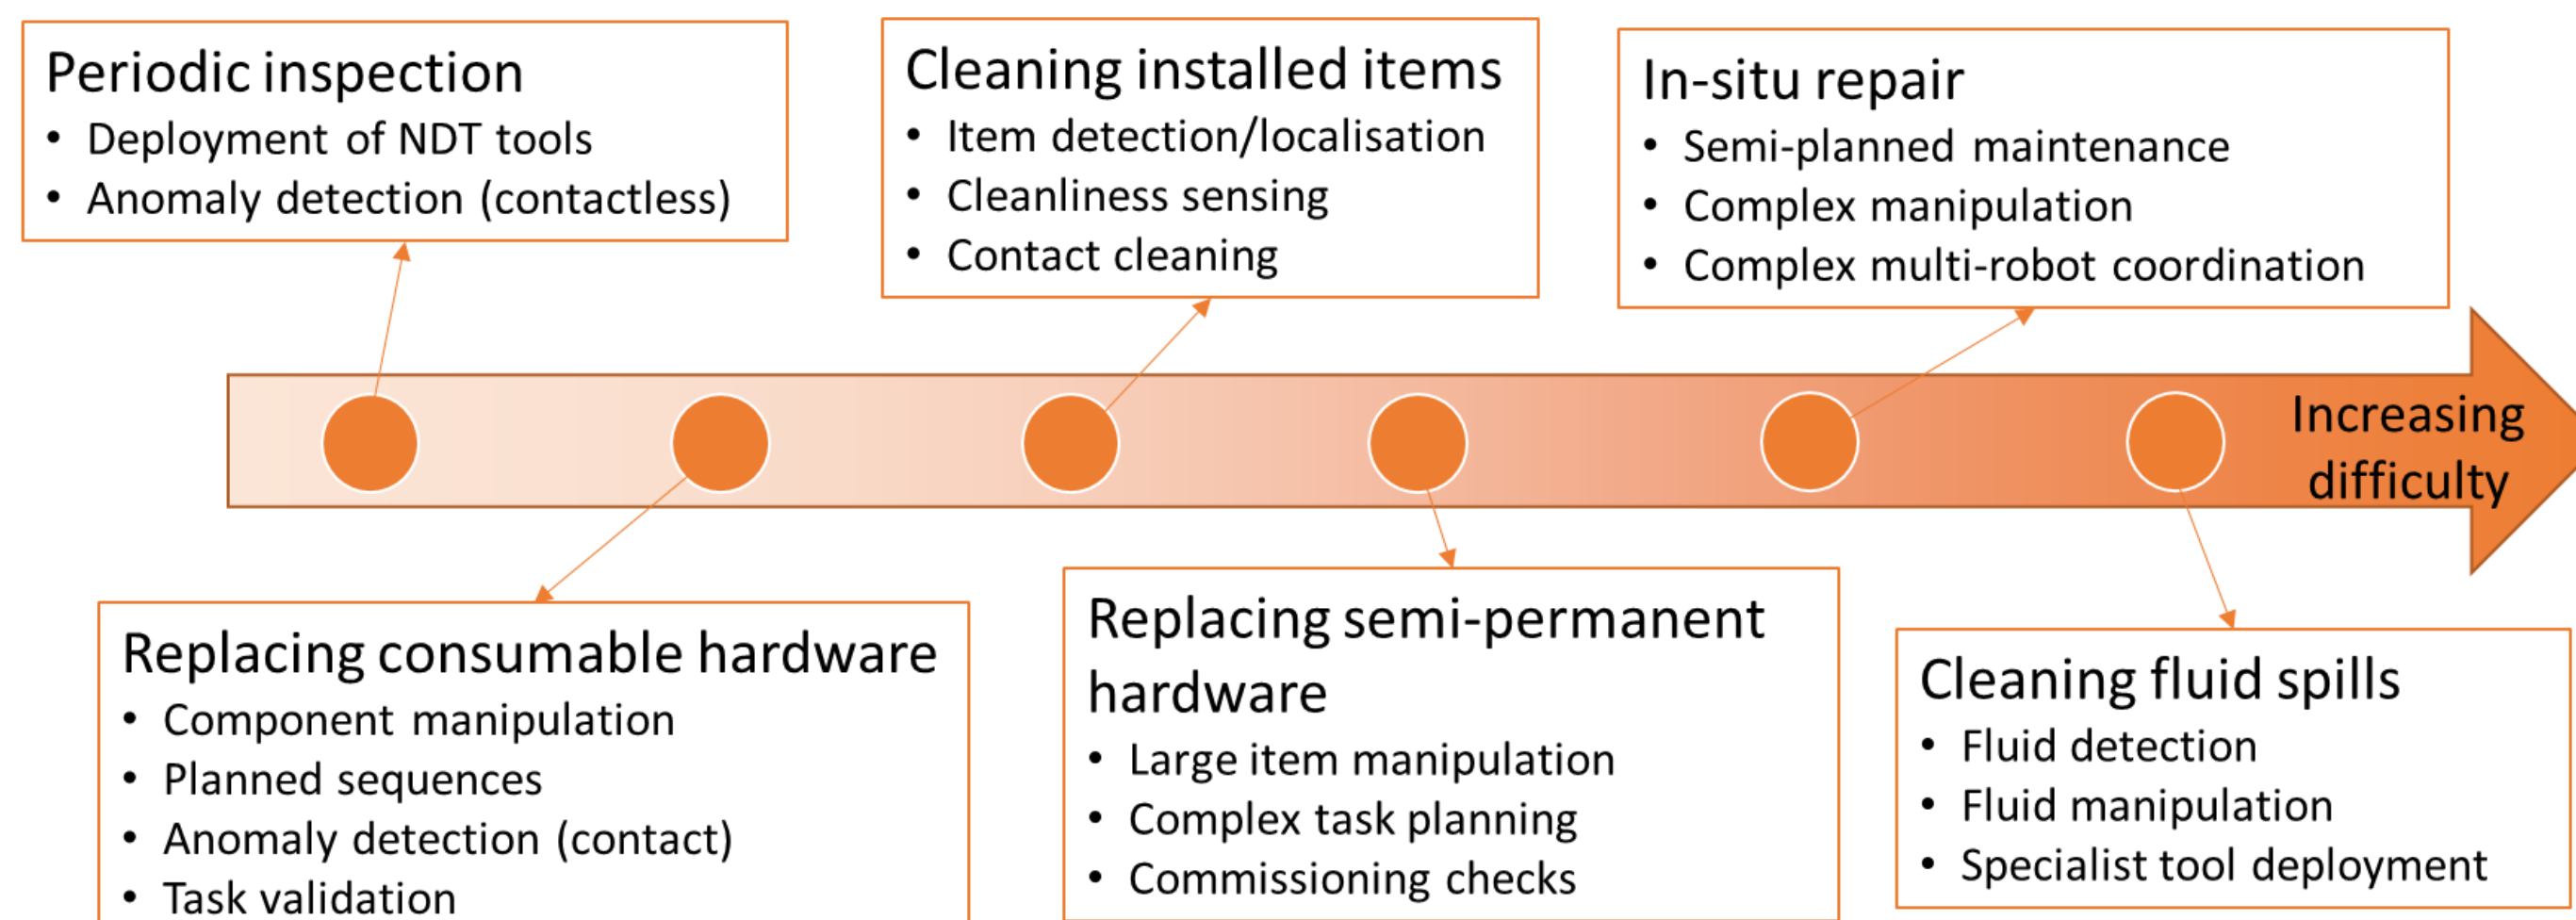 Periodic inspection
• Deployment of NDT tools
• Anomaly detection (contactless)
Cleaning installed items
• Item detection/localisation
• Cleanliness sensing
• Contact cleaning
In-situ repair
• Semi-planned maintenance
• Complex manipulation
• Complex multi-robot coordination
Increasing
difficulty
Replacing consumable hardware
• Component manipulation
• Planned sequences
• Anomaly detection (contact)
• Task validation
Replacing semi-permanent
hardware
• Large item manipulation
• Complex task planning
• Commissioning checks
Cleaning fluid spills
• Fluid detection
• Fluid manipulation
• Specialist tool deployment